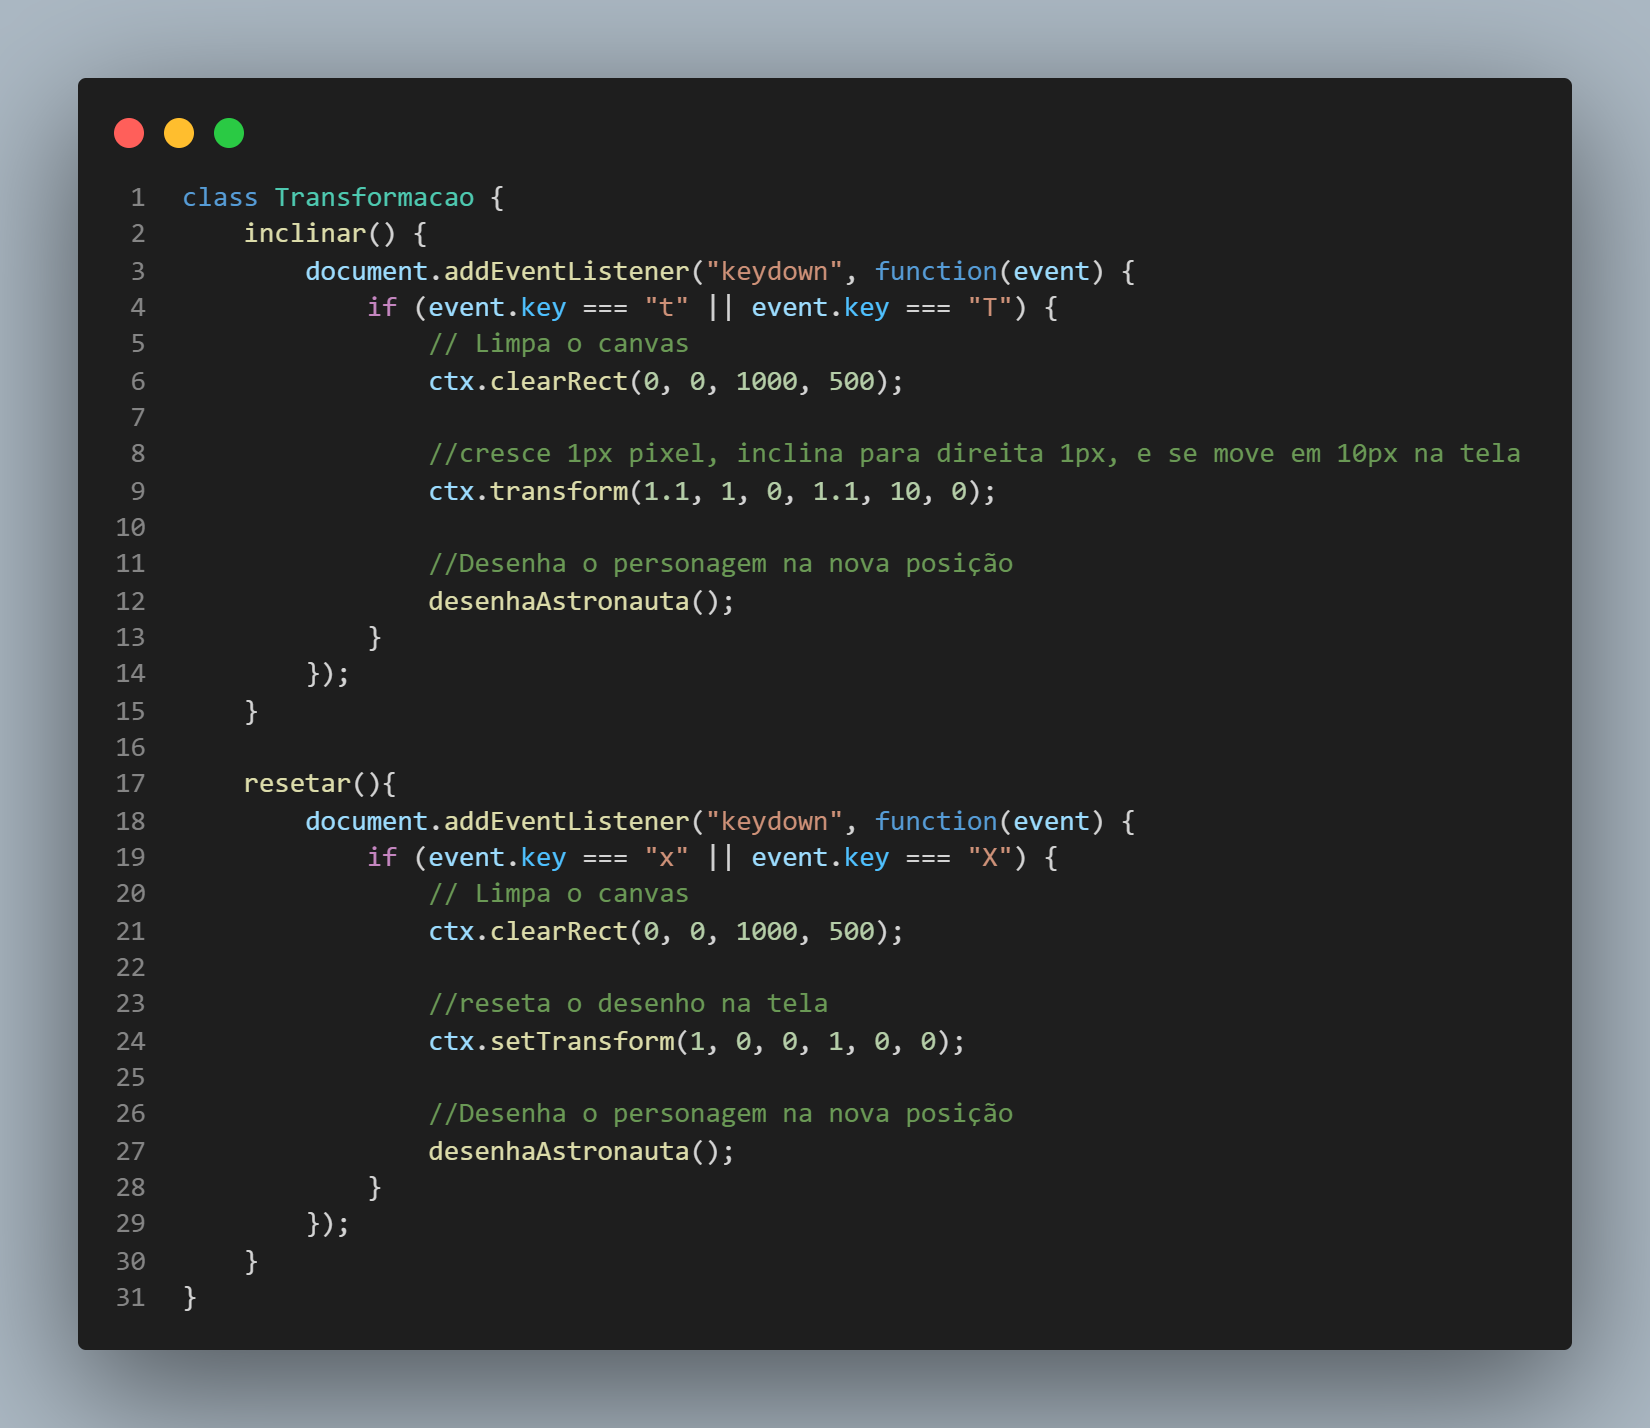 1 class Transformacao {
2 inclinar() {
3 document.addEventListener("keydown", function(event) {
4 if (event.key === "t" || event.key === "T") {
5 // Limpa o canvas
6 ctx.clearRect(0, 0, 1000, 500);
7
8 //cresce 1px pixel, inclina para direita 1px, e se move em 10px na tela
9 ctx.transform(1.1, 1, 0, 1.1, 10, 0);
10
11 //Desenha o personagem na nova posição
12 desenhaAstronauta();
13 }
14 });
15 }
16
17 resetar(){
18 document.addEventListener("keydown", function(event) {
19 if (event.key === "x" || event.key === "X") {
20 // Limpa o canvas
21 ctx.clearRect(0, 0, 1000, 500);
22
23 //reseta o desenho na tela
24 ctx.setTransform(1, 0, 0, 1, 0, 0);
25
26 //Desenha o personagem na nova posição
27 desenhaAstronauta();
28 }
29 });
30 }
31 }